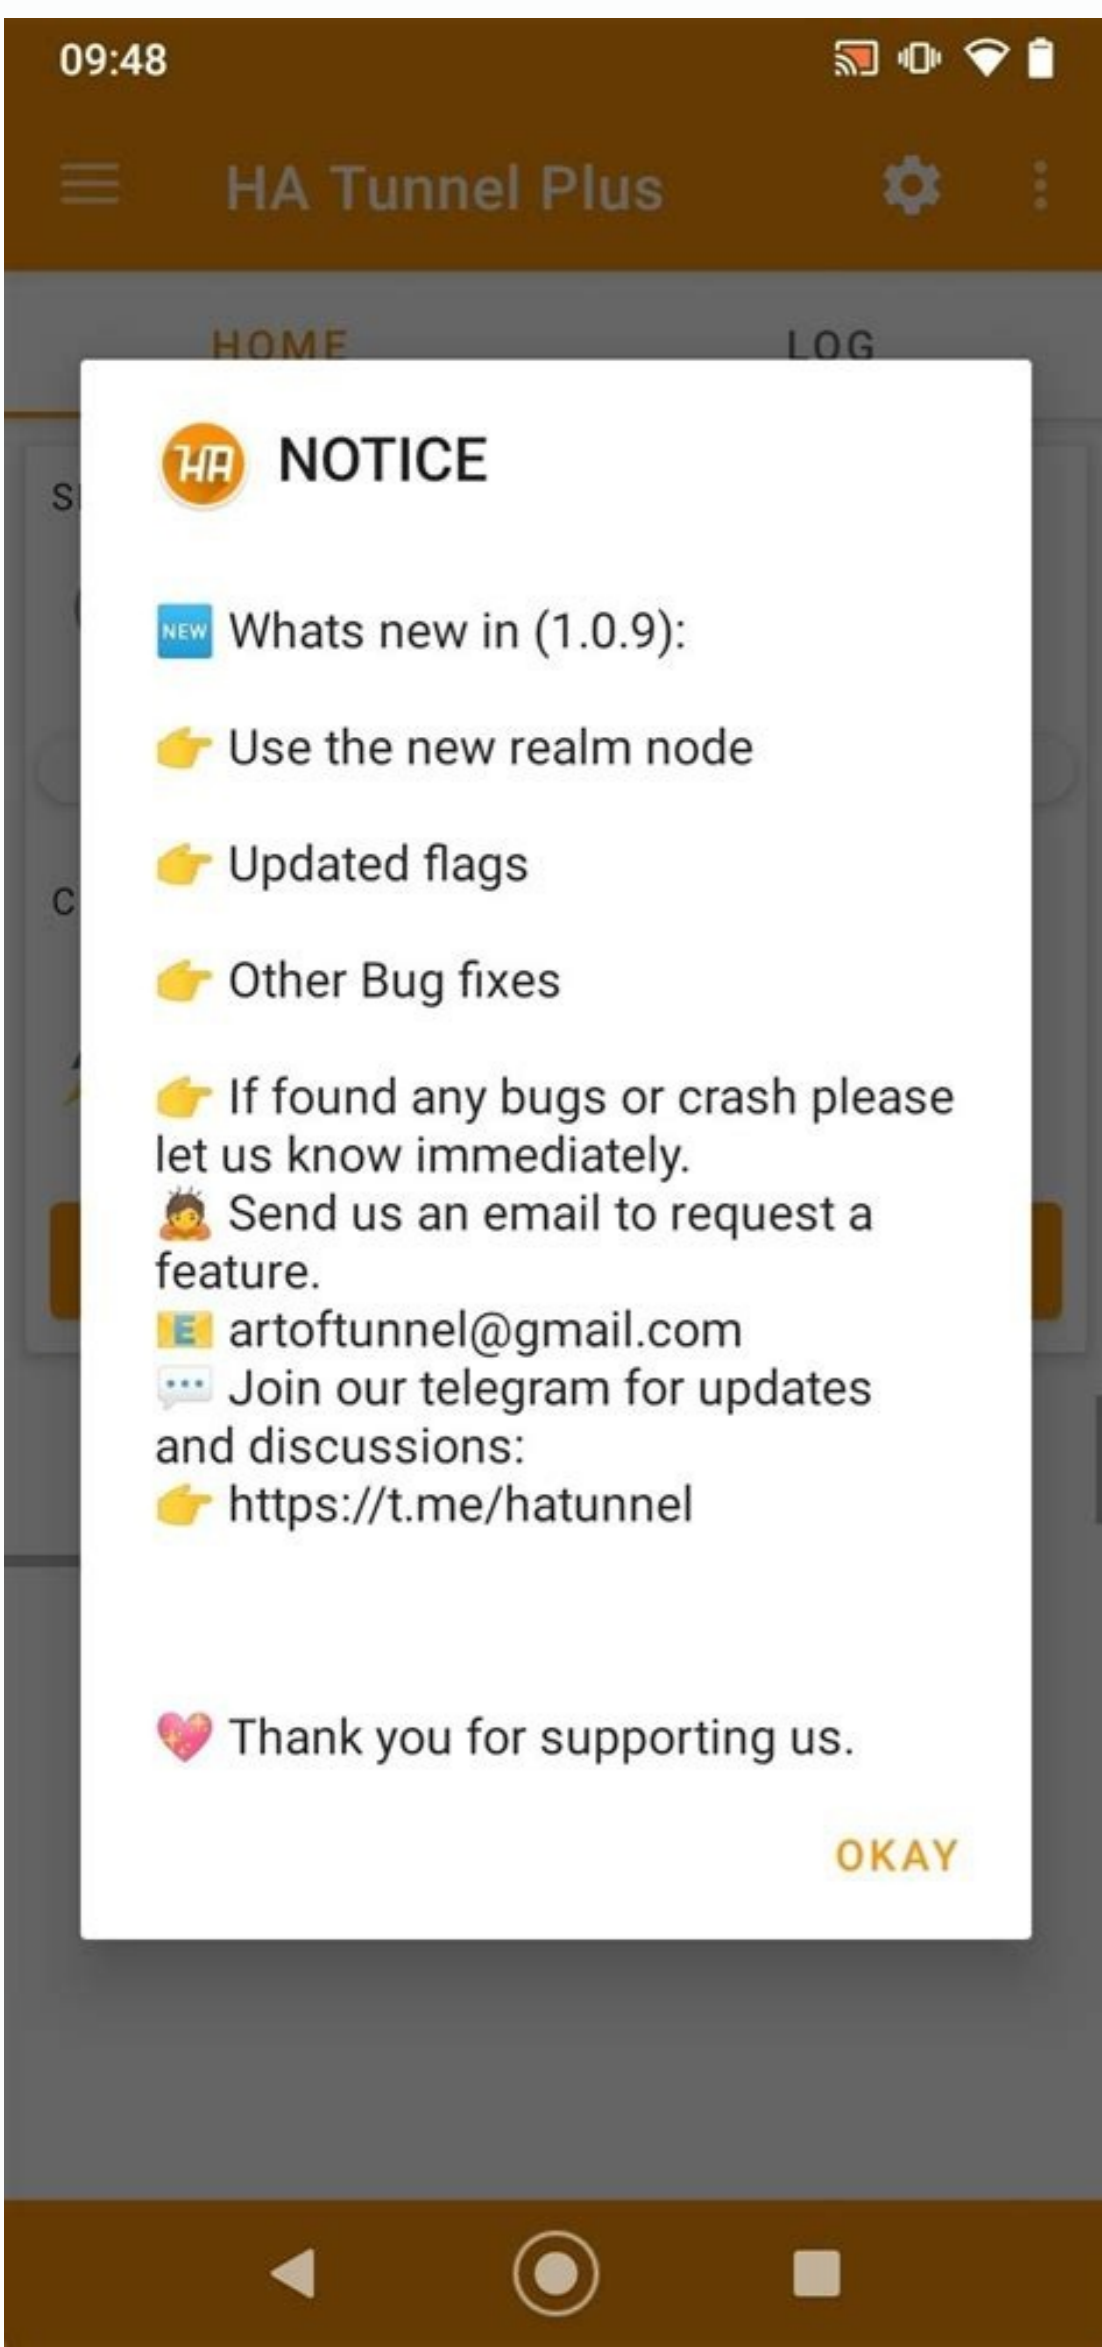 09:48
HA Tunnel Plus
HOME
LOG
HA NOTICE
NEW Whats new in (1.0.9):
👉 Use the new realm node
👉 Updated flags
👉 Other Bug fixes
👉 If found any bugs or crash please
let us know immediately.
🙇 Send us an email to request a
feature.
📧 artoftunnel@gmail.com
💬 Join our telegram for updates
and discussions:
👉 https://t.me/hatunnel
💖 Thank you for supporting us.
OKAY